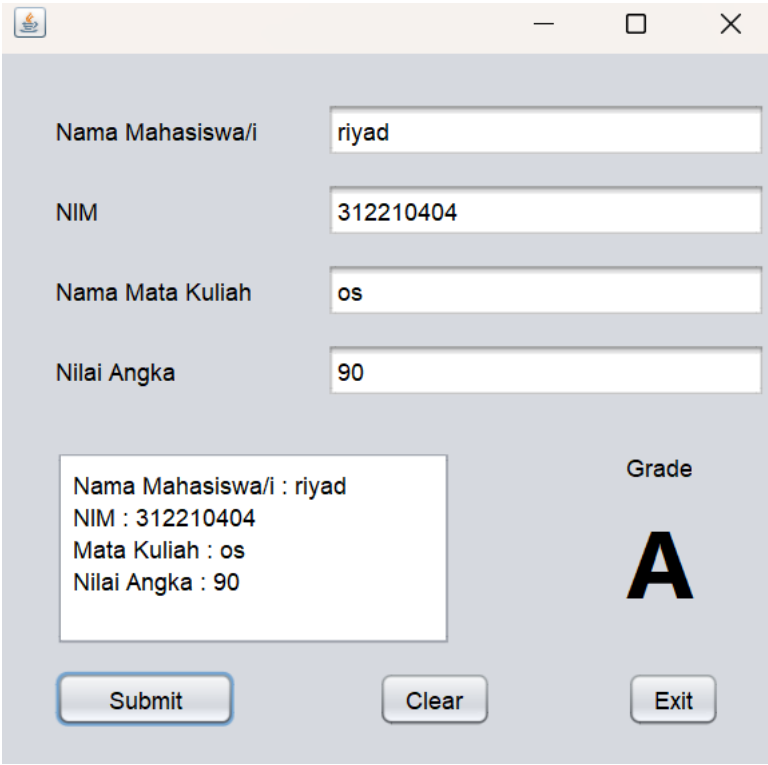 Nama Mahasiswa/i riyad
NIM 312210404
Nama Mata Kuliah os
Nilai Angka 90
Nama Mahasiswa/i : riyad
NIM : 312210404
Mata Kuliah : os
Nilai Angka : 90
Grade
A
Submit Clear Exit